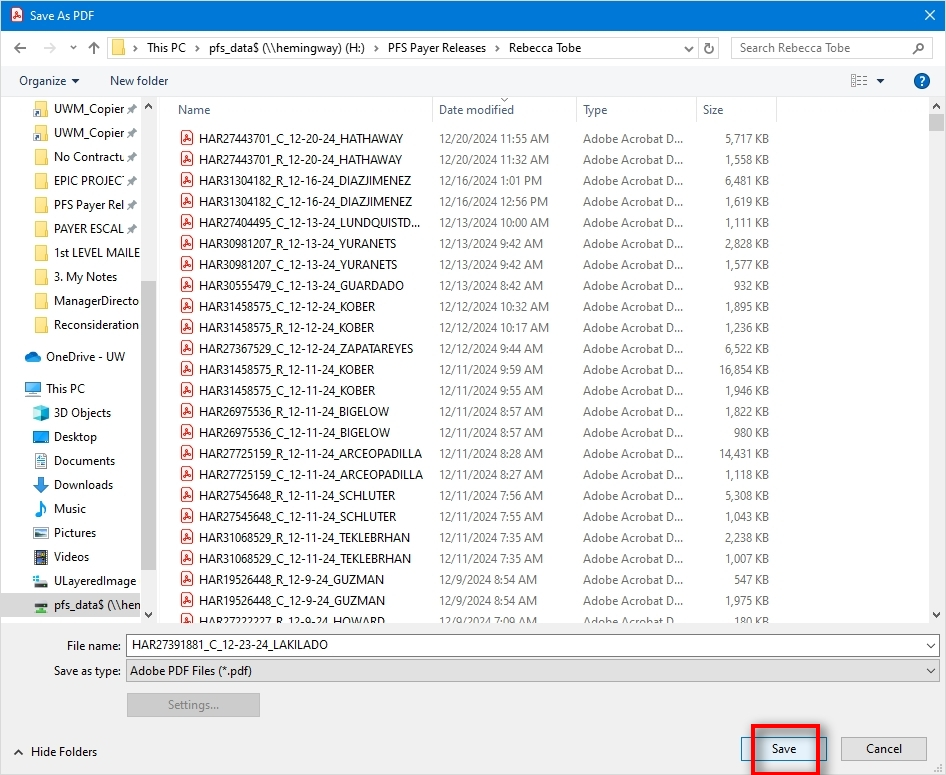 Save As PDF
This PC > pfs_data$ (\\hemingway) (H:) > PFS Payer Releases > Rebecca Tobe
Search Rebecca Tobe
Organize New folder
UWM_Copier
UWM_Copier
No Contractu
EPIC PROJEC
PFS Payer Rel
PAYER ESCAL
1st LEVEL MAILE
3. My Notes
ManagerDirecto
Reconsideration
OneDrive - UW
This PC
3D Objects
Desktop
Documents
Downloads
Music
Pictures
Videos
ULayeredImage
pfs_data$ (\\hen
Name Date modified Type Size
HAR27443701_C_12-20-24_HATHAWAY 12/20/2024 11:55 AM Adobe Acrobat D... 5,717 KB
HAR27443701_R_12-20-24_HATHAWAY 12/20/2024 11:32 AM Adobe Acrobat D... 1,558 KB
HAR31304182_R_12-16-24_DIAZJIMENEZ 12/16/2024 1:01 PM Adobe Acrobat D... 6,481 KB
HAR31304182_C_12-16-24_DIAZJIMENEZ 12/16/2024 12:56 PM Adobe Acrobat D... 1,619 KB
HAR27404495_C_12-13-24_LUNDQUISTD... 12/13/2024 10:00 AM Adobe Acrobat D... 1,111 KB
HAR30981207_R_12-13-24_YURANETS 12/13/2024 9:42 AM Adobe Acrobat D... 2,828 KB
HAR30981207_C_12-13-24_YURANETS 12/13/2024 9:42 AM Adobe Acrobat D... 1,577 KB
HAR30555479_C_12-13-24_GUARDADO 12/13/2024 8:42 AM Adobe Acrobat D... 932 KB
HAR31458575_C_12-12-24_KOBER 12/12/2024 10:32 AM Adobe Acrobat D... 1,895 KB
HAR31458575_R_12-12-24_KOBER 12/12/2024 10:17 AM Adobe Acrobat D... 1,236 KB
HAR27367529_C_12-12-24_ZAPATAREYES 12/12/2024 9:44 AM Adobe Acrobat D... 6,522 KB
HAR31458575_R_12-11-24_KOBER 12/11/2024 9:59 AM Adobe Acrobat D... 16,854 KB
HAR31458575_C_12-11-24_KOBER 12/11/2024 9:55 AM Adobe Acrobat D... 1,946 KB
HAR26975536_R_12-11-24_BIGELOW 12/11/2024 8:57 AM Adobe Acrobat D... 1,822 KB
HAR26975536_C_12-11-24_BIGELOW 12/11/2024 8:57 AM Adobe Acrobat D... 980 KB
HAR27725159_R_12-11-24_ARCEOPADILLA 12/11/2024 8:28 AM Adobe Acrobat D... 14,431 KB
HAR27725159_C_12-11-24_ARCEOPADILLA 12/11/2024 8:27 AM Adobe Acrobat D... 1,118 KB
HAR27545648_R_12-11-24_SCHLUTER 12/11/2024 7:56 AM Adobe Acrobat D... 5,308 KB
HAR27545648_C_12-11-24_SCHLUTER 12/11/2024 7:55 AM Adobe Acrobat D... 1,043 KB
HAR31068529_R_12-11-24_TEKLEBRHAN 12/11/2024 7:35 AM Adobe Acrobat D... 2,238 KB
HAR31068529_C_12-11-24_TEKLEBRHAN 12/11/2024 7:35 AM Adobe Acrobat D... 1,007 KB
HAR19526448_R_12-9-24_GUZMAN 12/9/2024 8:54 AM Adobe Acrobat D... 547 KB
HAR19526448_C_12-9-24_GUZMAN 12/9/2024 8:54 AM Adobe Acrobat D... 1,975 KB
HAR27222227_R_12-9-24_HOWARD 12/9/2024 7:09 AM Adobe Acrobat D... 180 KB
File name: HAR27391881_C_12-23-24_LAKILADO
Save as type: Adobe PDF Files (*.pdf)
Settings...
Hide Folders
Save Cancel